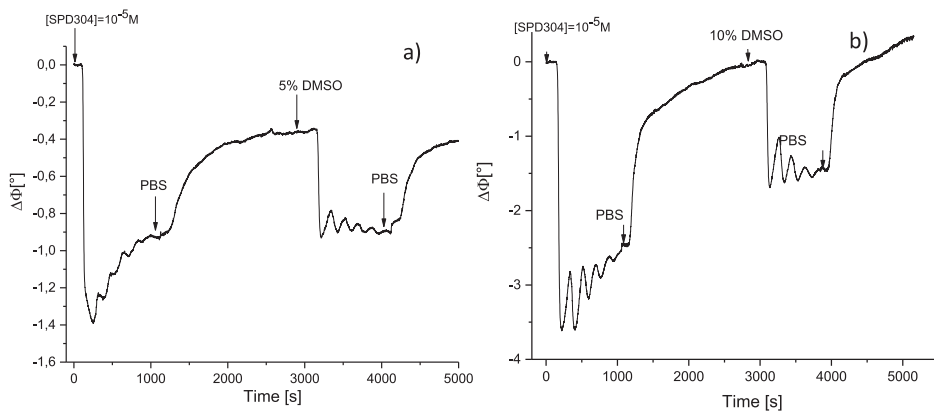 [SPD304]=10⁻⁵M
a)
0,0
-0,2
-0,4
-0,6
-0,8
-1,0
-1,2
-1,4
-1,6
ΔΦ[°]
5% DMSO
PBS
PBS
0
1000
2000
3000
4000
5000
Time [s]
[SPD304]=10⁻⁵M
10% DMSO
b)
0
-1
-2
-3
-4
ΔΦ[°]
PBS
PBS
0
1000
2000
3000
4000
5000
Time [s]